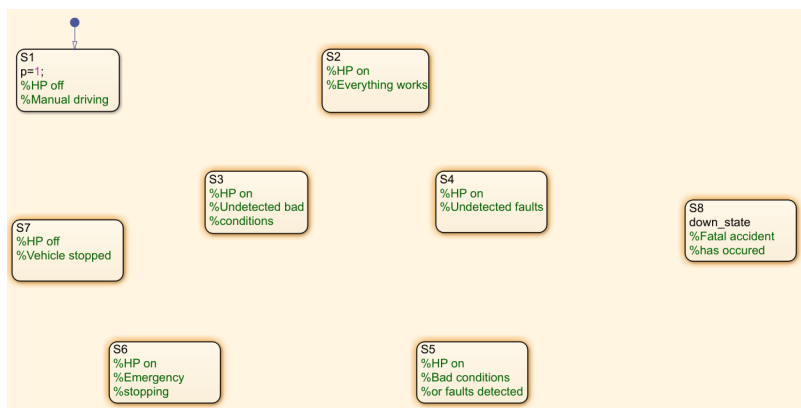 S1
p=1;
%HP off
%Manual driving
S2
%HP on
%Everything works
S3
%HP on
%Undetected bad
%conditions
S4
%HP on
%Undetected faults
S7
%HP off
%Vehicle stopped
S8
down_state
%Fatal accident
%has occured
S6
%HP on
%Emergency
%stopping
S5
%HP on
%Bad conditions
%or faults detected